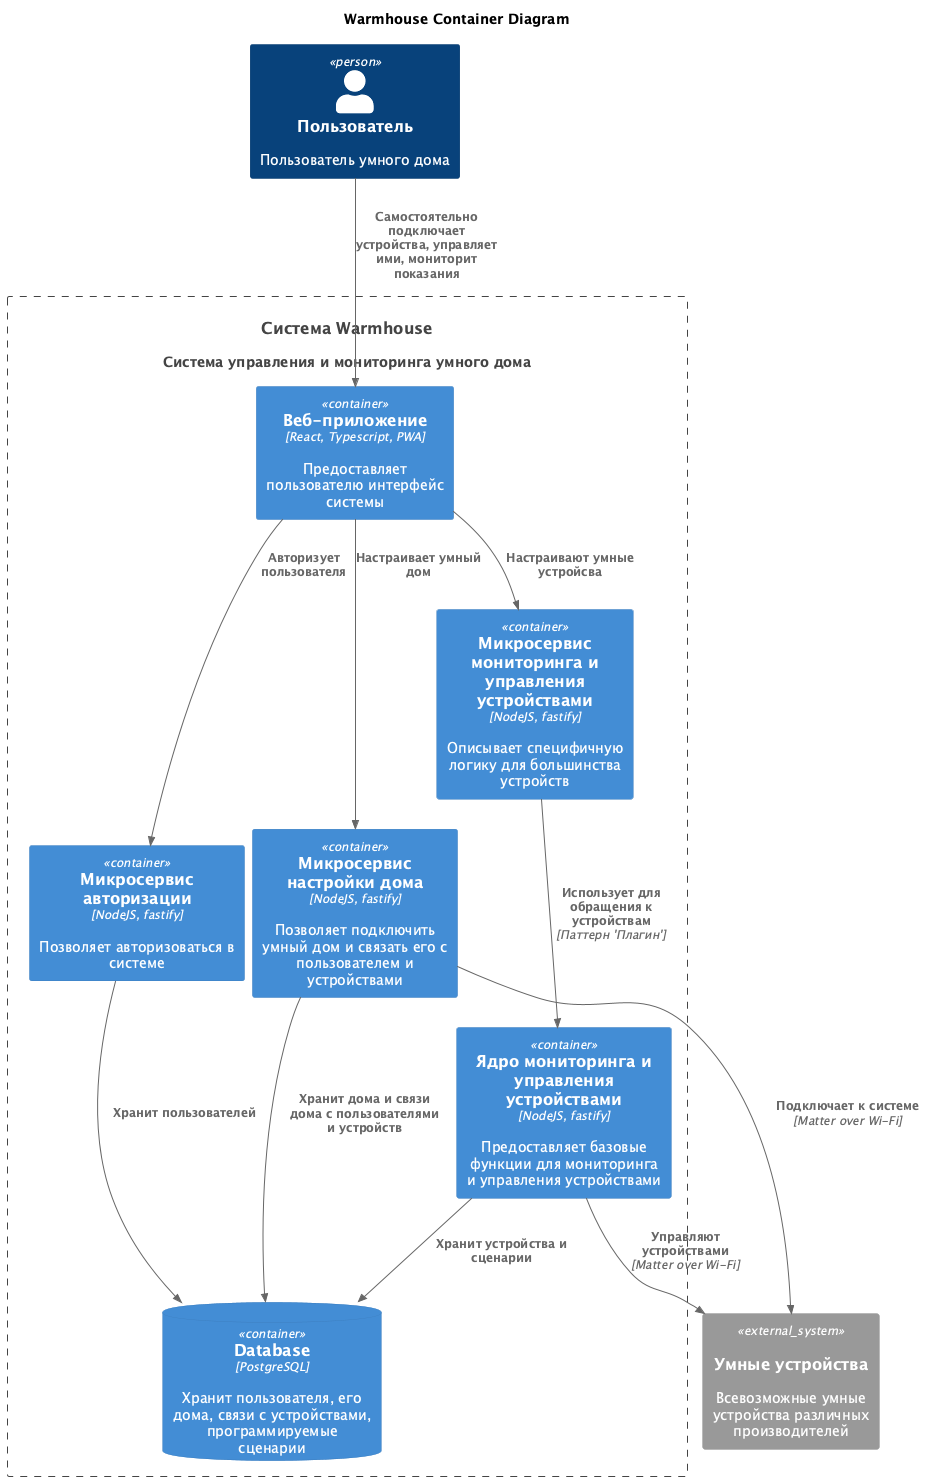 Warmhouse Container Diagram
«person»
Пользователь
Пользователь умного дома
Самостоятельно
подключает
устройства, управляет
ими, мониторит
показания
Система Warmhouse
Система управления и мониторинга умного дома
«container»
Веб-приложение
[React, Typescript, PWA]
Предоставляет
пользователю интерфейс
системы
Авторизует
пользователя
Настраивает умный
дом
Настраивают умные
устройсва
«container»
Микросервис
мониторинга и
управления
устройствами
[NodeJS, fastify]
Описывает специфичную
логику для большинства
устройств
«container»
Микросервис
авторизации
[NodeJS, fastify]
Позволяет авторизоваться в
системе
«container»
Микросервис
настройки дома
[NodeJS, fastify]
Позволяет подключить
умный дом и связать его с
пользователем и
устройствами
Использует для
обращения к
устройствам
[Паттерн 'Плагин']
«container»
Ядро мониторинга и
управления
устройствами
[NodeJS, fastify]
Предоставляет базовые
функции для мониторинга
и управления устройствами
Хранит пользователей
Хранит дома и связи
дома с пользователями
и устройств
Подключает к системе
[Matter over Wi-Fi]
Хранит устройства и
сценарии
Управляют
устройствами
[Matter over Wi-Fi]
«container»
Database
[PostgreSQL]
Хранит пользователя, его
дома, связи с устройствами,
программируемые
сценарии
«external_system»
Умные устройства
Всевозможные умные
устройства различных
производителей